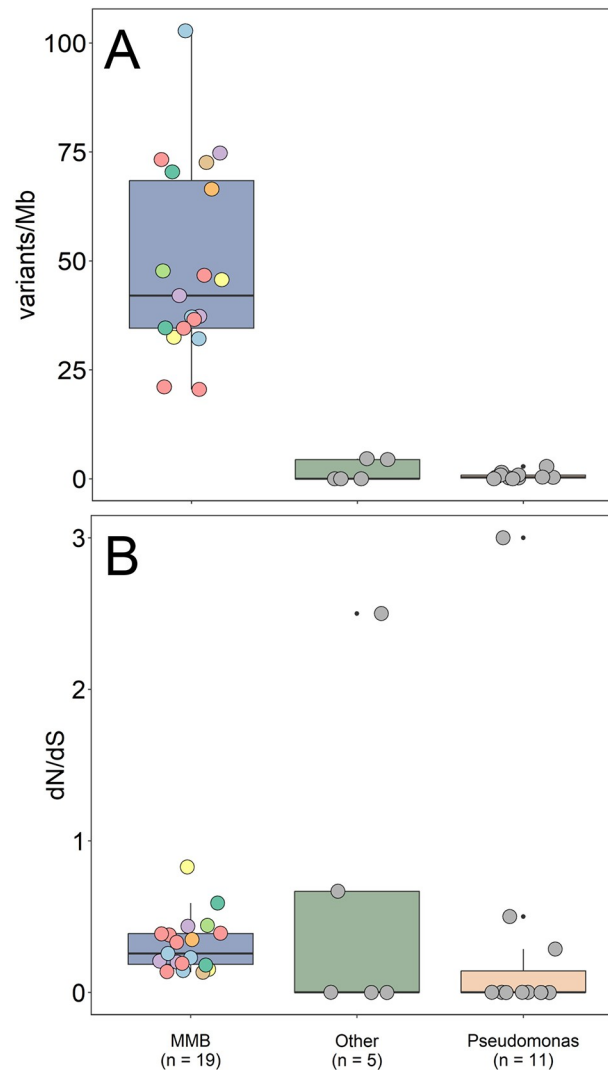 A
100
75
50
25
0
variants/Mb
B
3
2
1
0
dN/dS
MMB
(n = 19)
Other
(n = 5)
Pseudomonas
(n = 11)